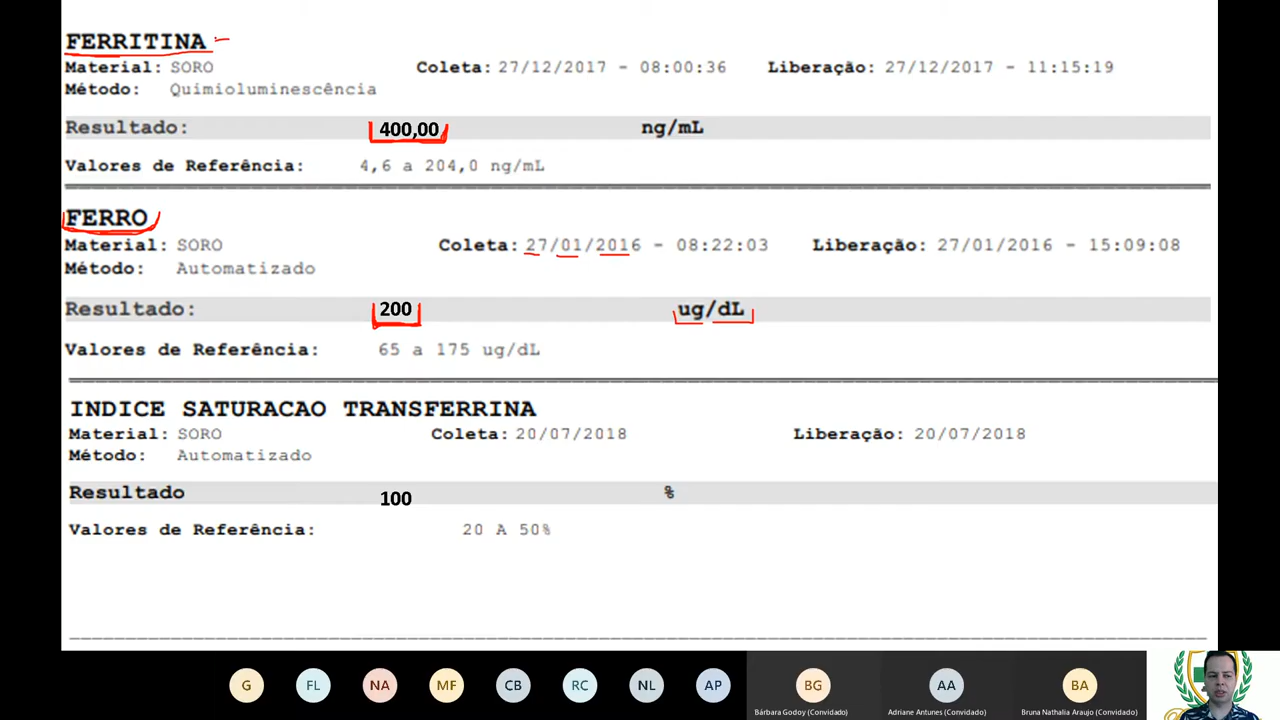 FERRITINA
Material: SORO Coleta: 27/12/2017 - 08:00:36 Liberação: 27/12/2017 - 11:15:19
Método: Quimioluminescência
Resultado: 400,00 ng/mL
Valores de Referência: 4,6 a 204,0 ng/mL
FERRO
Material: SORO Coleta: 27/01/2016 - 08:22:03 Liberação: 27/01/2016 - 15:09:08
Método: Automatizado
Resultado: 200 ug/dL
Valores de Referência: 65 a 175 ug/dL
INDICE SATURACAO TRANSFERRINA
Material: SORO Coleta: 20/07/2018 Liberação: 20/07/2018
Método: Automatizado
Resultado 100 %
Valores de Referência: 20 A 50%
G FL NA MF CB RC NL AP BG AA BA
Bárbara Godoy (Convidado) Adriane Antunes (Convidado) Bruna Nathalia Araujo (Convidado)